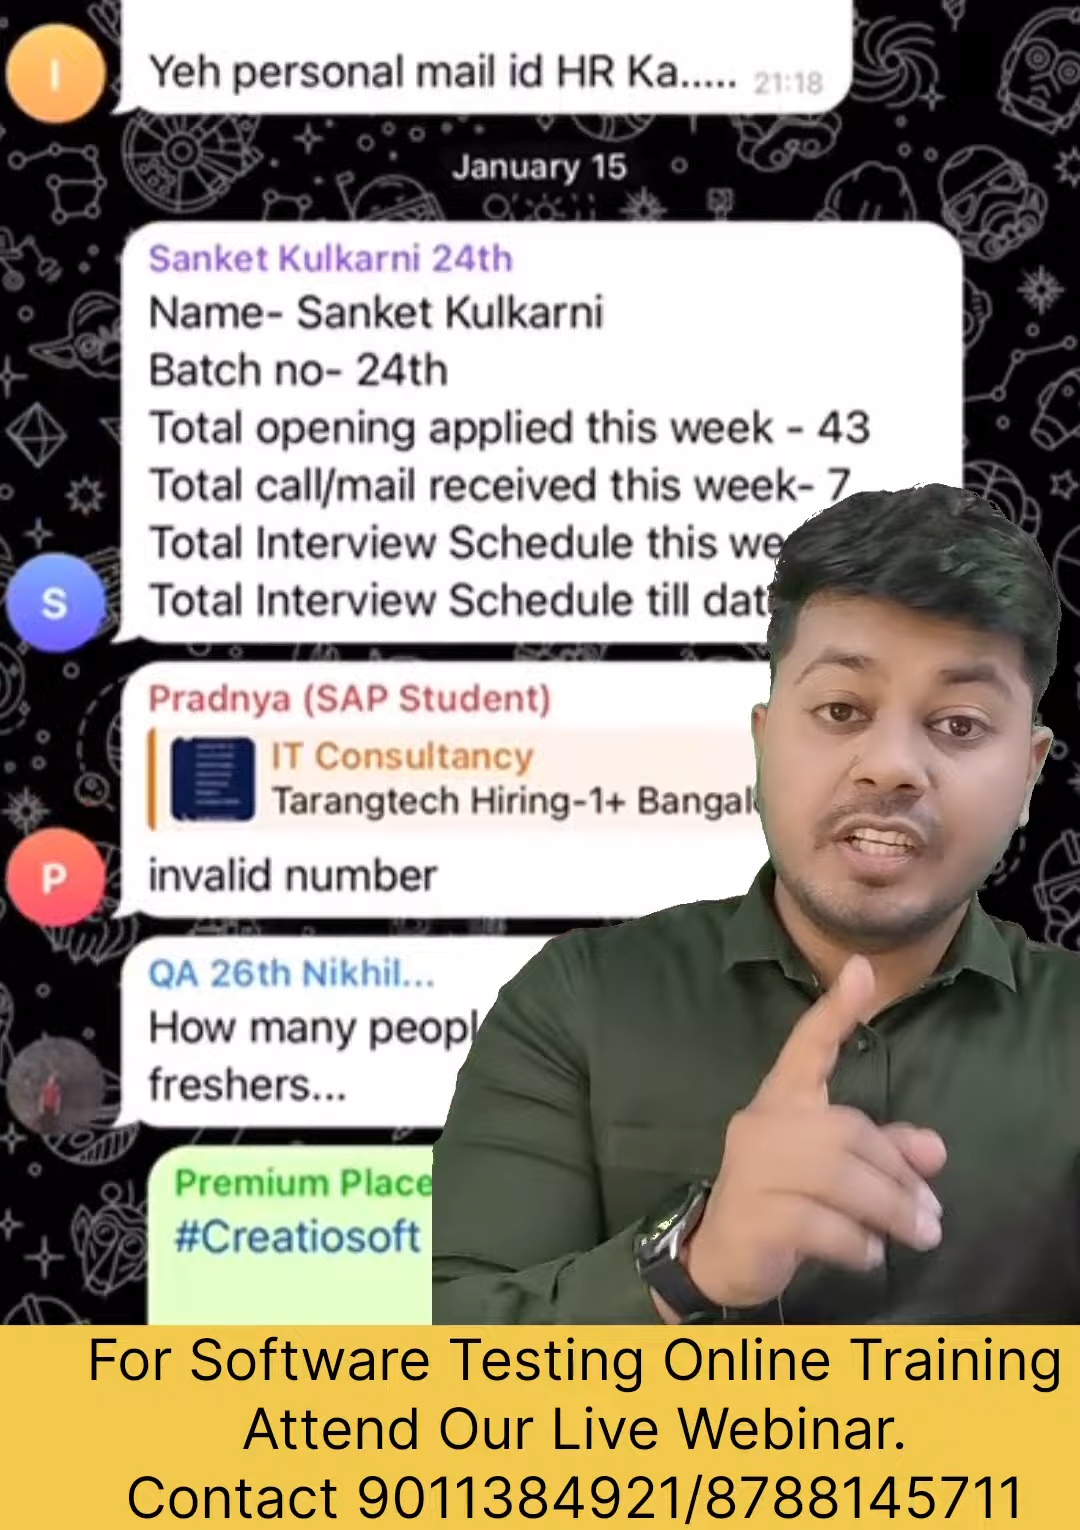 I
Yeh personal mail id HR Ka.....
21:18
January 15
Sanket Kulkarni 24th
Name- Sanket Kulkarni
Batch no- 24th
Total opening applied this week - 43
Total call/mail received this week- 7
Total Interview Schedule this we
Total Interview Schedule till dat
S
Pradnya (SAP Student)
IT Consultancy
Tarangtech Hiring-1+ Bangal
invalid number
P
QA 26th Nikhil...
How many peopl
freshers...
Premium Place
#Creatiosoft
For Software Testing Online Training
Attend Our Live Webinar.
Contact 9011384921/8788145711